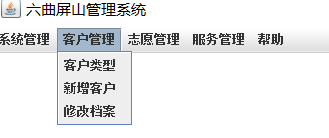 六曲屏山管理系统
系统管理 客户管理 志愿管理 服务管理 帮助
客户类型
新增客户
修改档案